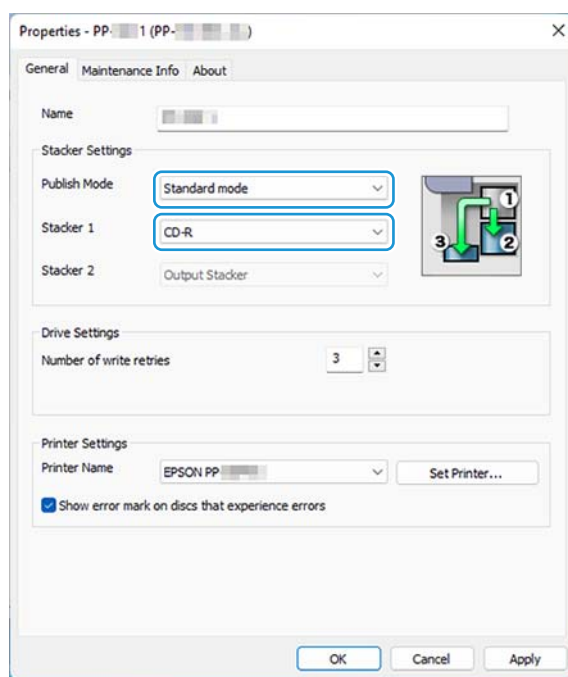 Properties - PP- 1 (PP- )
General Maintenance Info About
Name
Stacker Settings
Publish Mode Standard mode
Stacker 1 CD-R
Stacker 2 Output Stacker
1
3 2
Drive Settings
Number of write retries 3
Printer Settings
Printer Name EPSON PP Set Printer...
Show error mark on discs that experience errors
OK Cancel Apply